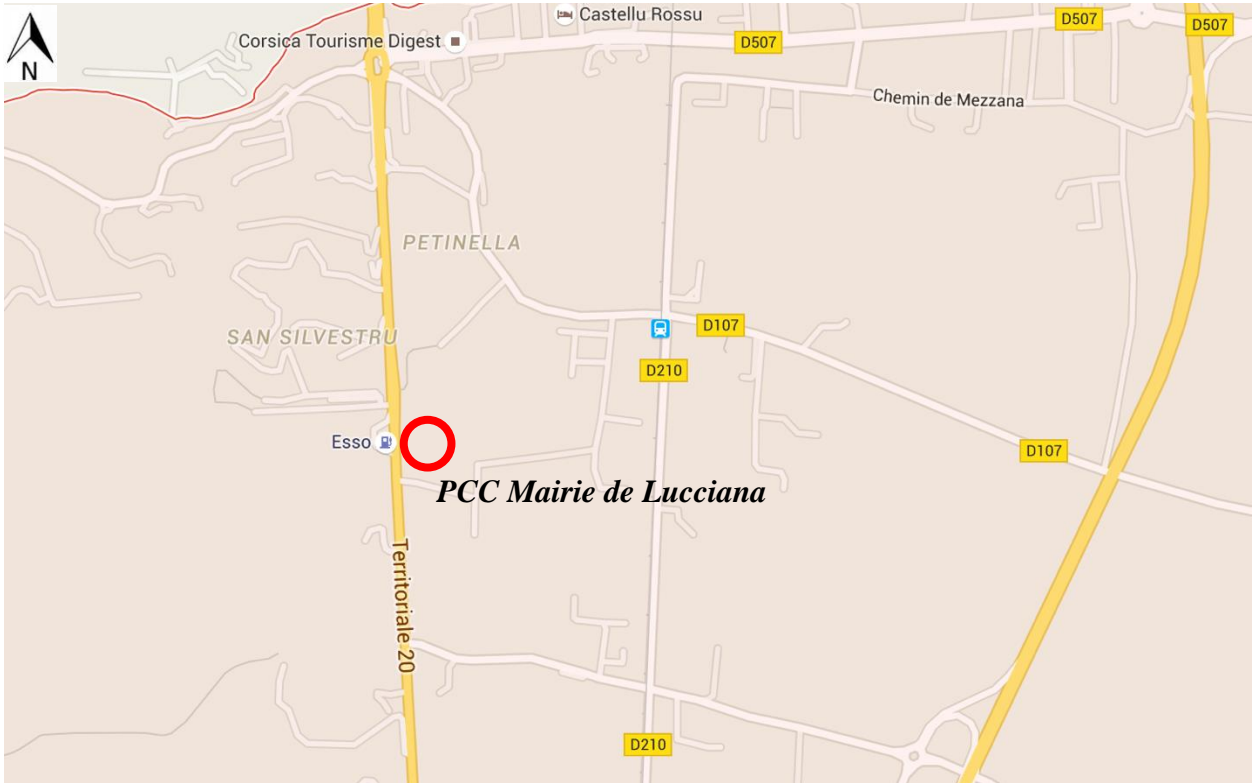 Castellu Rossu
D507
D507
Corsica Tourisme Digest
D507
N
Chemin de Mezzana
PETINELLA
D107
SAN SILVESTRU
D210
Esso
D107
PCC Mairie de Lucciana
Territoriale 20
D210